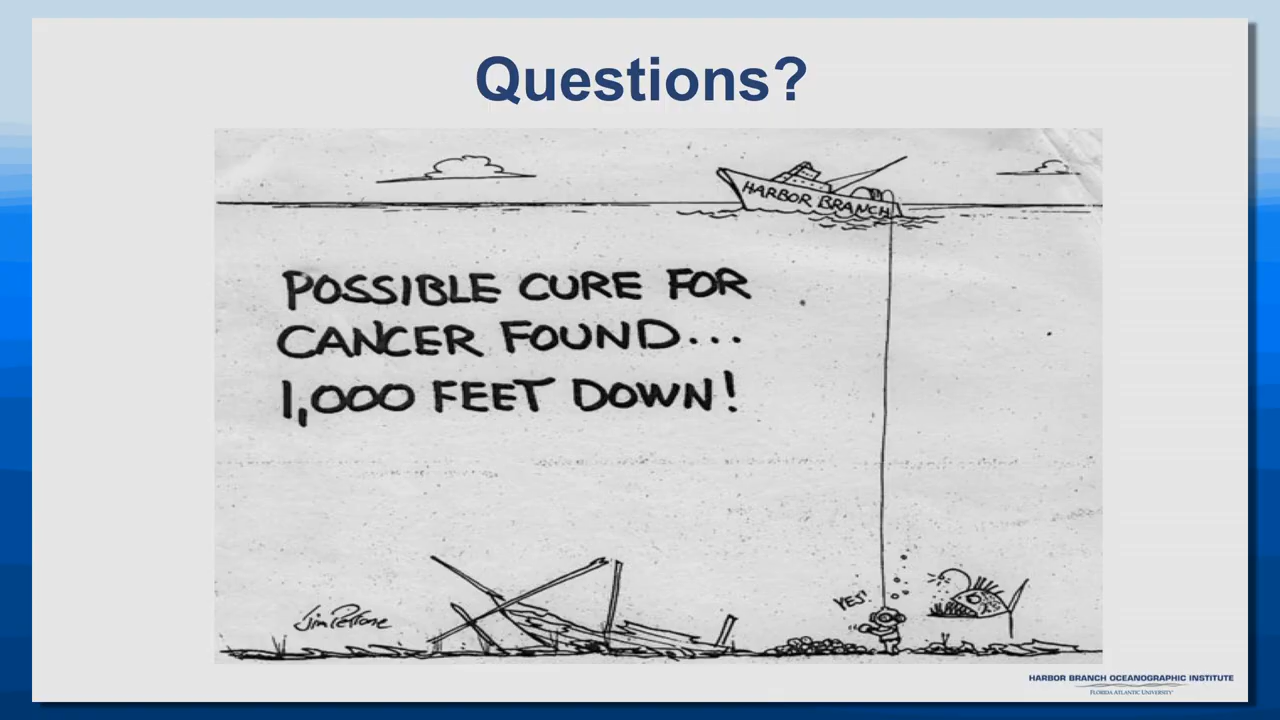 Questions?
HARBOR BRANCH
POSSIBLE CURE FOR
CANCER FOUND...
1,000 FEET DOWN!
YES!
HARBOR BRANCH OCEANOGRAPHIC INSTITUTE
FLORIDA ATLANTIC UNIVERSITY